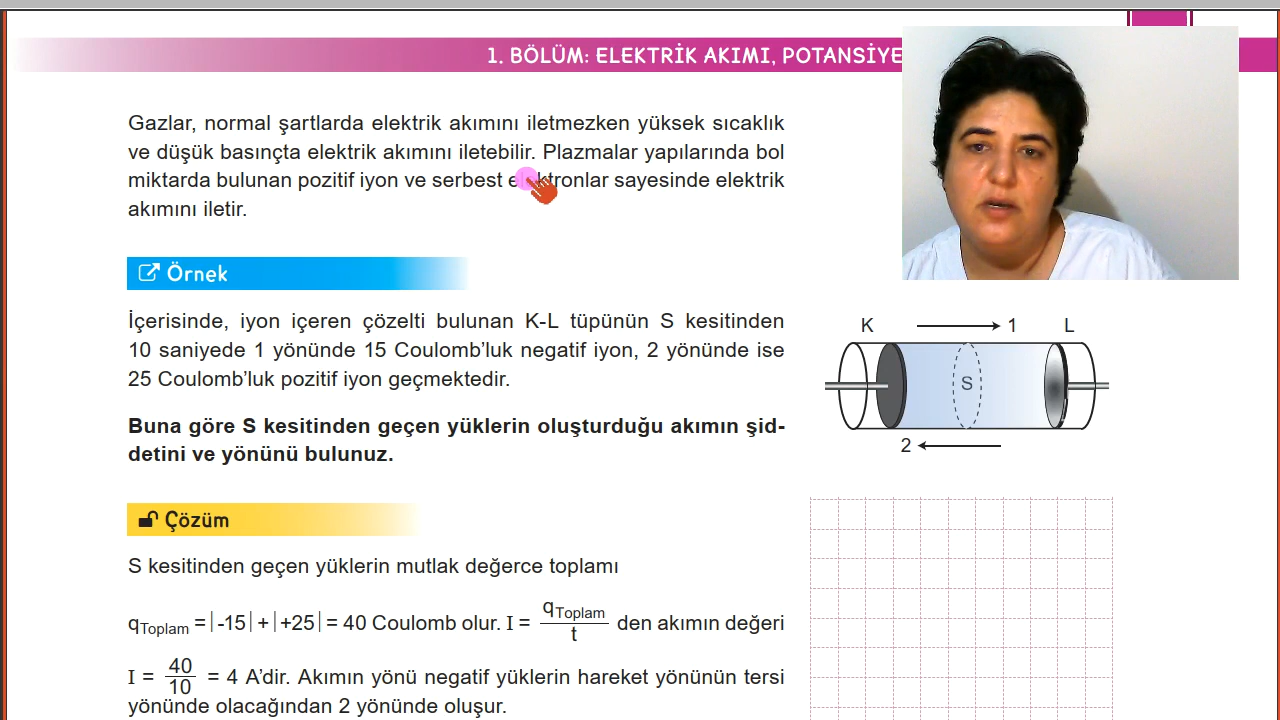 1. BÖLÜM: ELEKTRİK AKIMI, POTANSİYE
Gazlar, normal şartlarda elektrik akımını iletmezken yüksek sıcaklık
ve düşük basınçta elektrik akımını iletebilir. Plazmalar yapılarında bol
miktarda bulunan pozitif iyon ve serbest elektronlar sayesinde elektrik
akımını iletir.
Örnek
İçerisinde, iyon içeren çözelti bulunan K-L tüpünün S kesitinden
10 saniyede 1 yönünde 15 Coulomb’luk negatif iyon, 2 yönünde ise
25 Coulomb’luk pozitif iyon geçmektedir.
Buna göre S kesitinden geçen yüklerin oluşturduğu akımın şid-
detini ve yönünü bulunuz.
K 1 L
S
2
Çözüm
S kesitinden geçen yüklerin mutlak değerce toplamı
qToplam = |-15| + |+25| = 40 Coulomb olur. I = qToplam / t den akımın değeri
I = 40 / 10 = 4 A’dir. Akımın yönü negatif yüklerin hareket yönünün tersi
yönünde olacağından 2 yönünde oluşur.